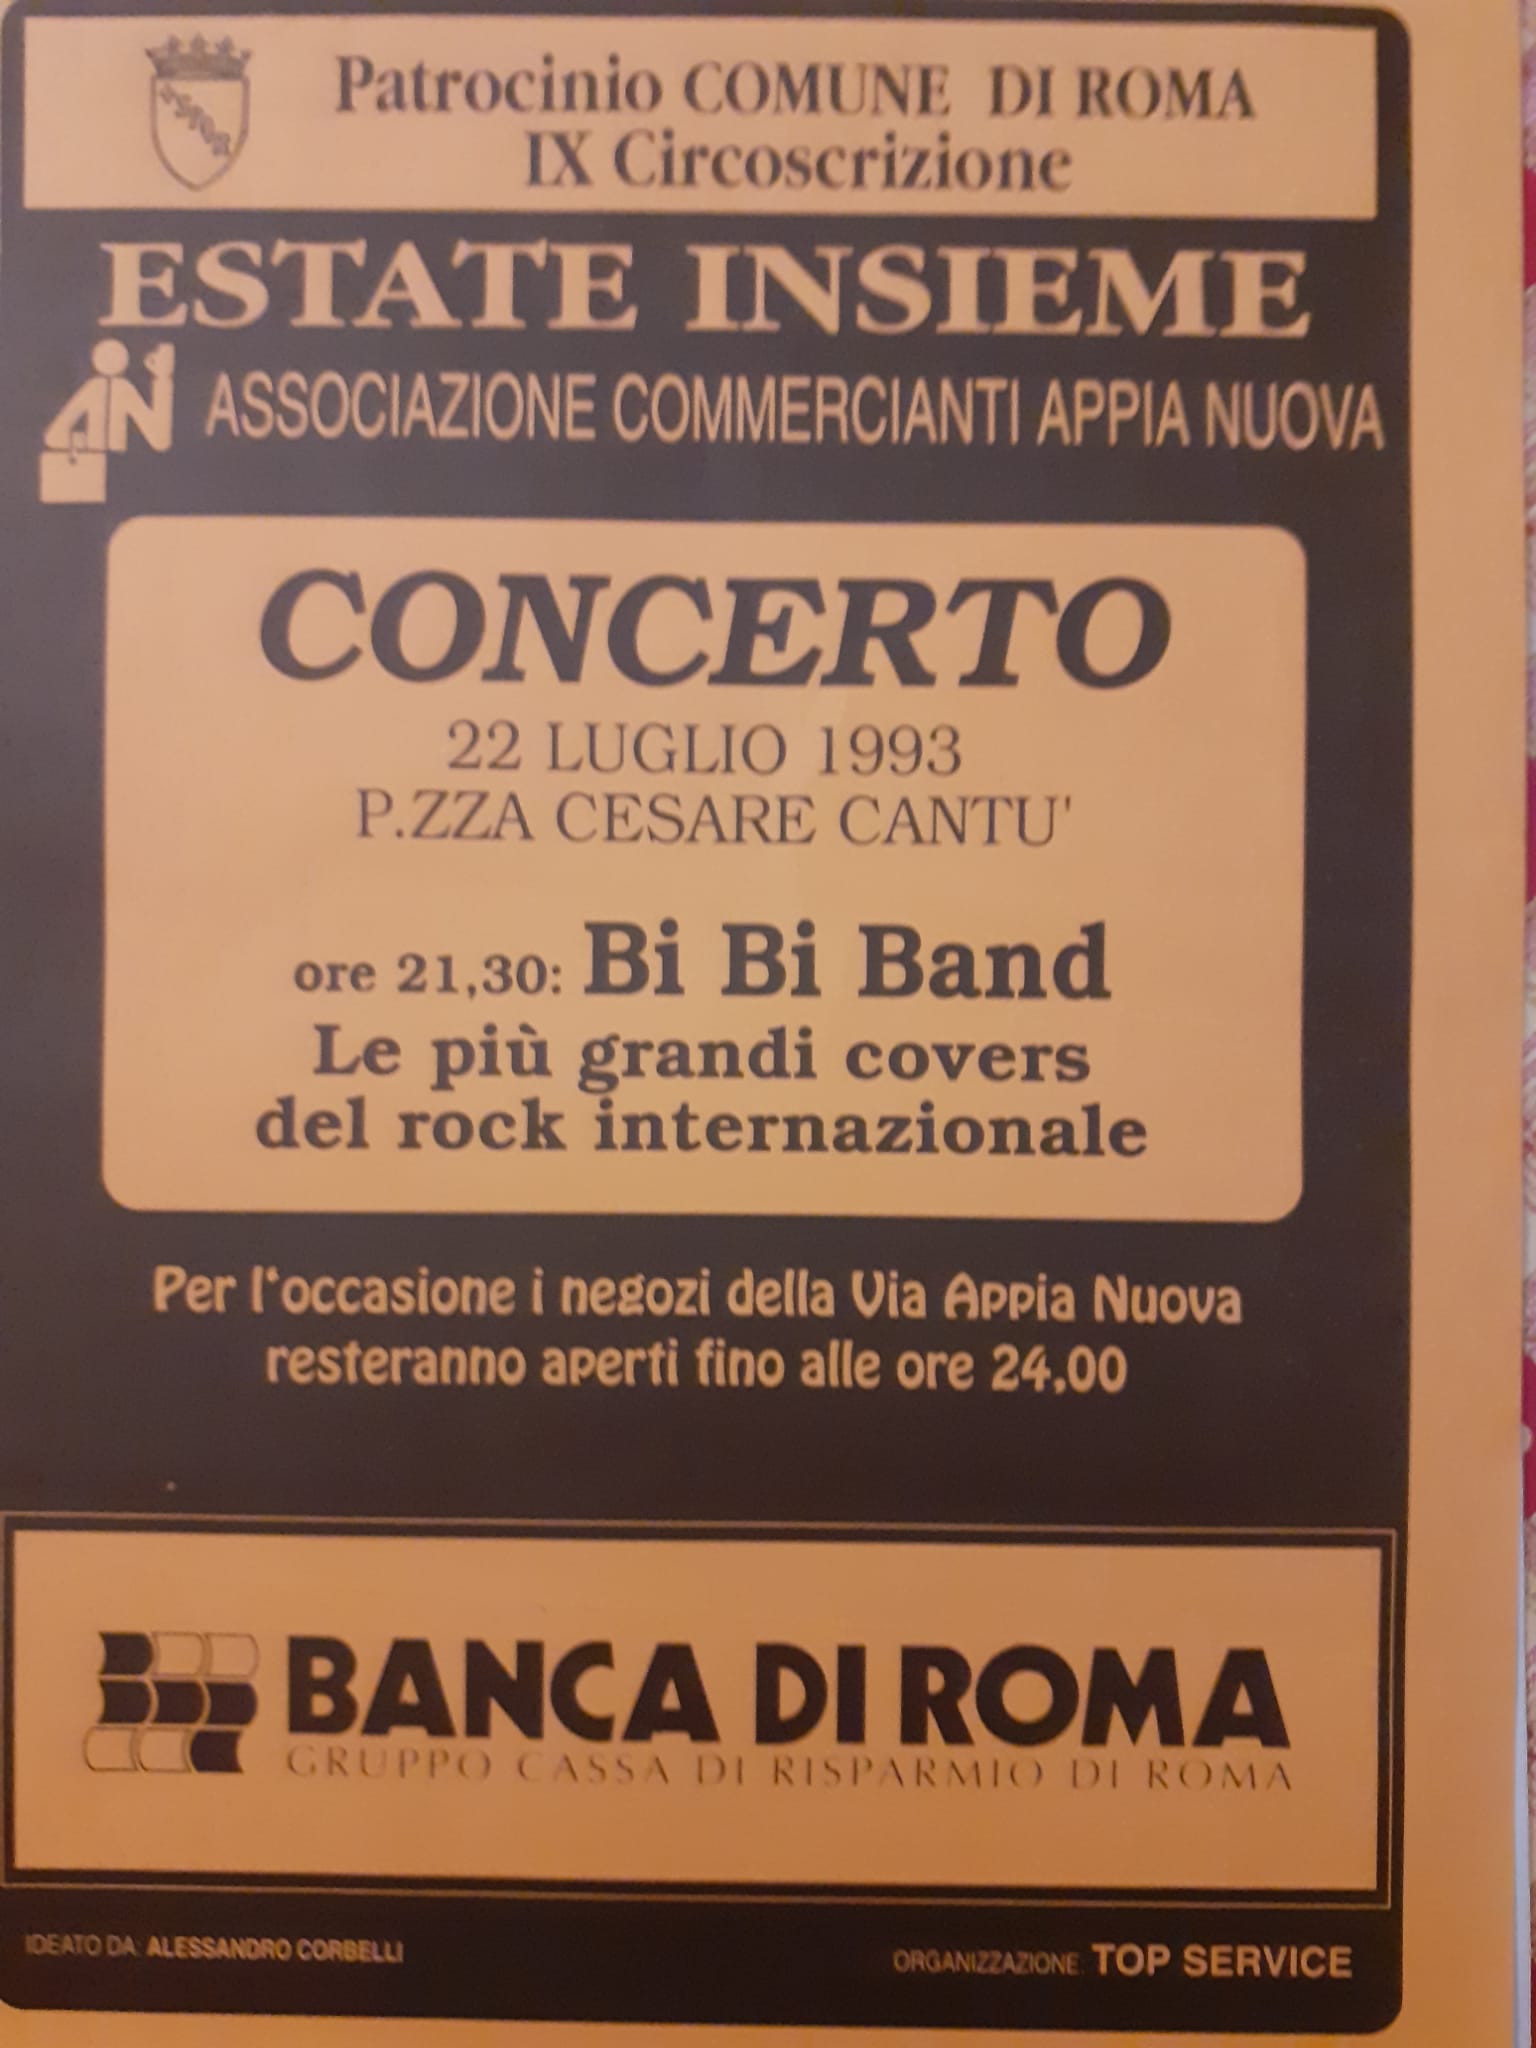 Patrocinio COMUNE DI ROMA
IX Circoscrizione
SPQR
ESTATE INSIEME
AN ASSOCIAZIONE COMMERCIANTI APPIA NUOVA
CONCERTO
22 LUGLIO 1993
P.ZZA CESARE CANTU'
ore 21,30: Bi Bi Band
Le più grandi covers
del rock internazionale
Per l'occasione i negozi della Via Appia Nuova
resteranno aperti fino alle ore 24,00
BANCA DI ROMA
GRUPPO CASSA DI RISPARMIO DI ROMA
IDEATO DA: ALESSANDRO CORBELLI
ORGANIZZAZIONE: TOP SERVICE